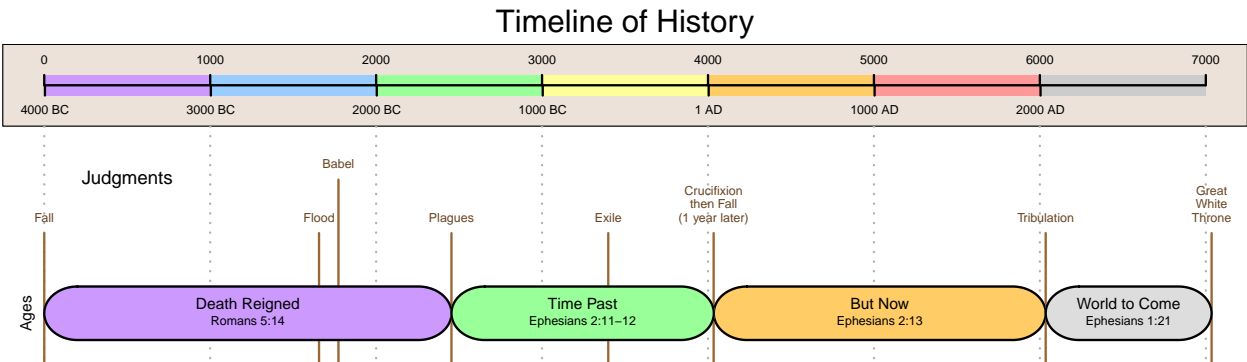 Timeline of History
0 1000 2000 3000 4000 5000 6000 7000
4000 BC 3000 BC 2000 BC 1000 BC 1 AD 1000 AD 2000 AD
Judgments
Fall
Flood
Babel
Plagues
Exile
Crucifixion
then Fall
(1 year later)
Tribulation
Great
White
Throne
Ages
Death Reigned
Romans 5:14
Time Past
Ephesians 2:11–12
But Now
Ephesians 2:13
World to Come
Ephesians 1:21